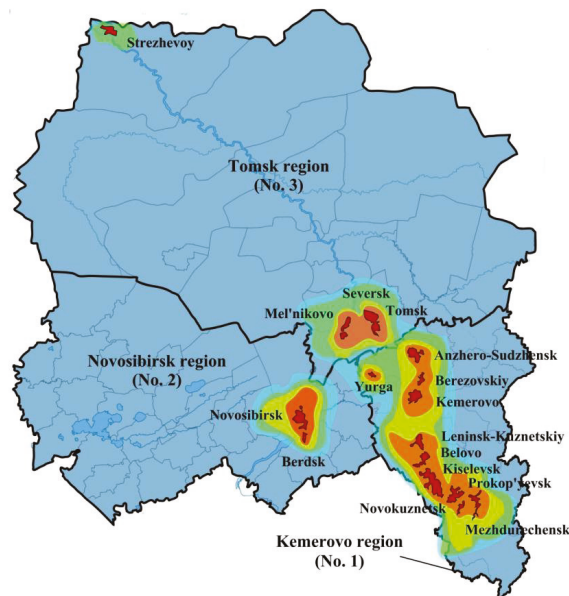 Strezhevoy
Tomsk region
(No. 3)
Seversk
Mel'nikovo
Tomsk
Anzhero-Sudzhensk
Novosibirsk region
(No. 2)
Yurga
Berezovskiy
Kemerovo
Novosibirsk
Leninsk-Kuznetskiy
Belovo
Berdsk
Kiselevsk
Prokop'yevsk
Novokuznetsk
Mezhdurechensk
Kemerovo region
(No. 1)